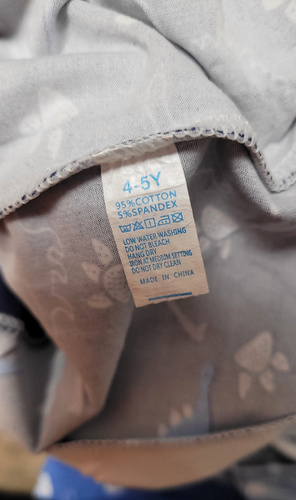 4-5Y
95%COTTON
5%SPANDEX
LOW WATER WASHING
DO NOT BLEACH
HANG DRY
IRON AT MEDIUM SETTING
DO NOT DRY CLEAN
MADE IN CHINA